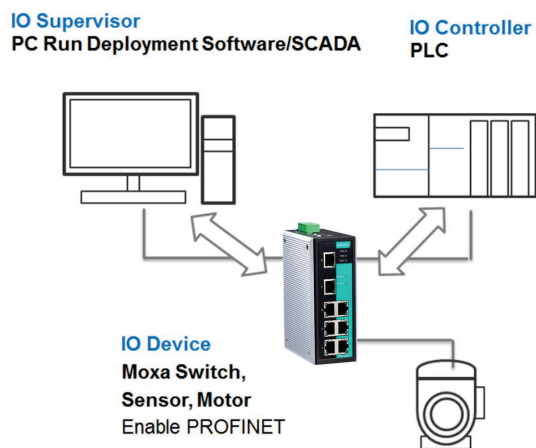 IO Supervisor
PC Run Deployment Software/SCADA
IO Controller
PLC
IO Device
Moxa Switch,
Sensor, Motor
Enable PROFINET